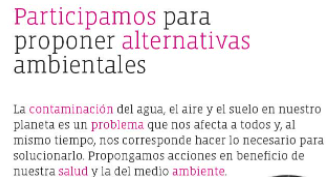 Participamos para
proponer alternativas
ambientales
La contaminación del agua, el aire y el suelo en nuestro
planeta es un problema que nos afecta a todos y, al
mismo tiempo, nos corresponde hacer lo necesario para
solucionarlo. Propongamos acciones en beneficio de
nuestra salud y la del medio ambiente.